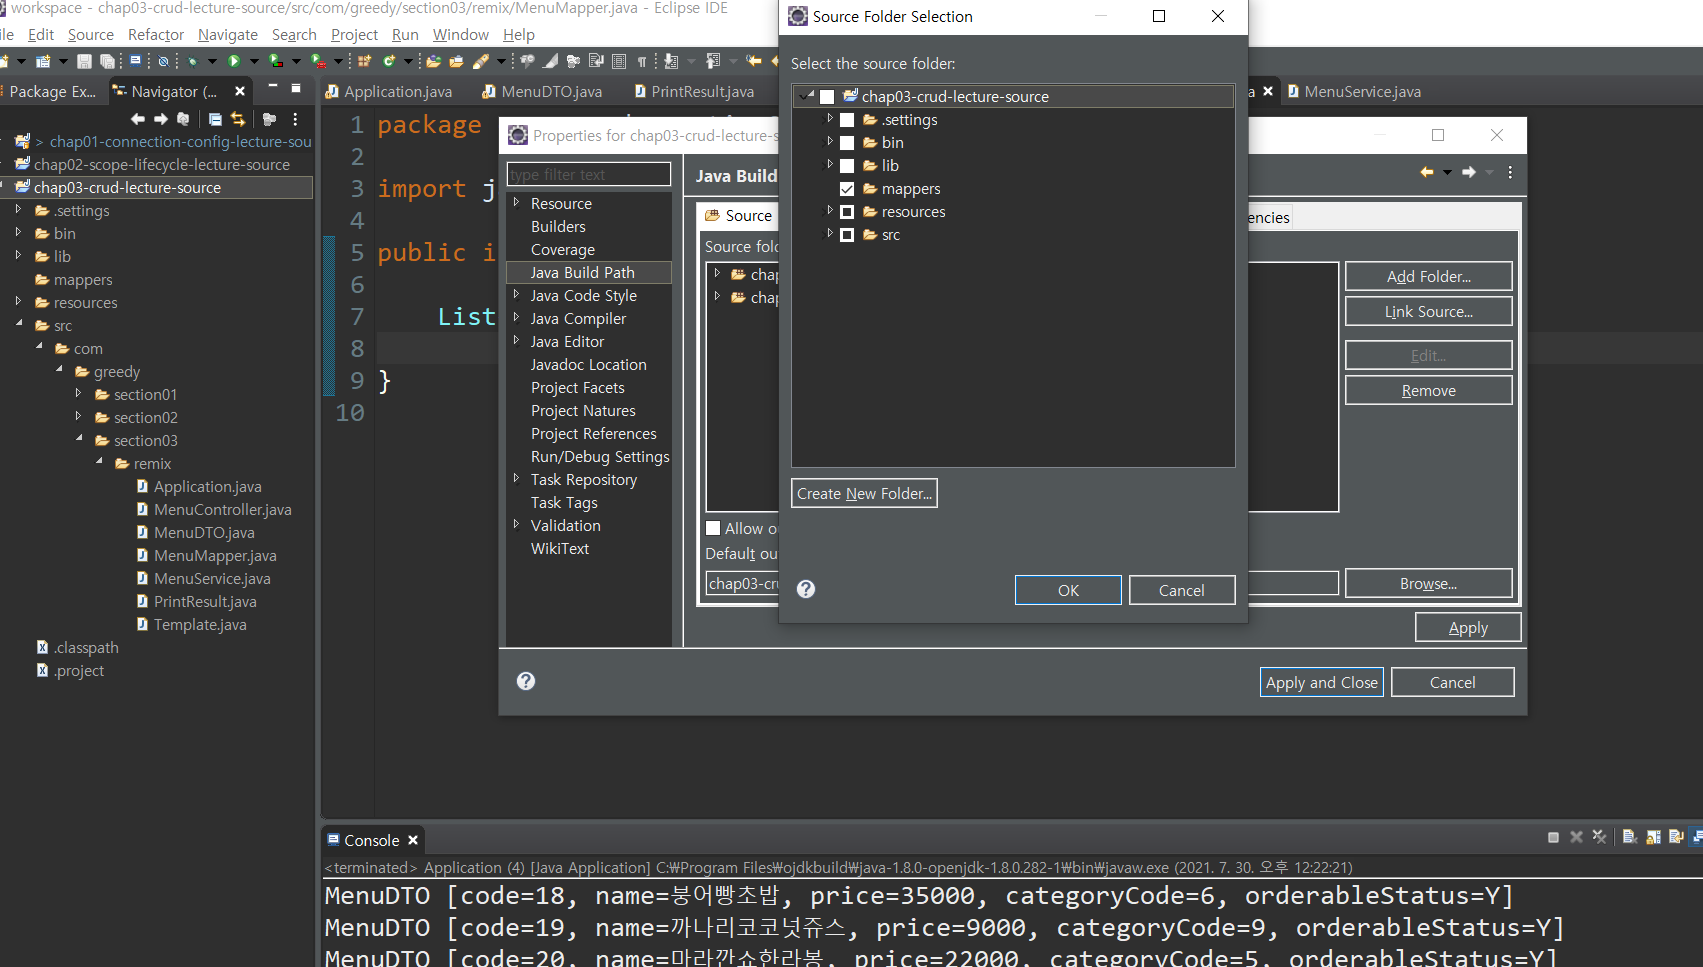 workspace - chap03-crud-lecture-source/src/com/greedy/section03/remix/MenuMapper.java - Eclipse IDE
ile Edit Source Refactor Navigate Search Project Run Window Help
Package Ex...
Navigator (...
Application.java
MenuDTO.java
PrintResult.java
a
MenuService.java
> chap01-connection-config-lecture-sou
chap02-scope-lifecycle-lecture-source
chap03-crud-lecture-source
.settings
bin
lib
mappers
resources
src
com
greedy
section01
section02
section03
remix
Application.java
MenuController.java
MenuDTO.java
MenuMapper.java
MenuService.java
PrintResult.java
Template.java
.classpath
.project
1 package
2
3 import j
4
5 public i
6
7 List
8
9 }
10
Properties for chap03-crud-lecture-s
type filter text
Resource
Builders
Coverage
Java Build Path
Java Code Style
Java Compiler
Java Editor
Javadoc Location
Project Facets
Project Natures
Project References
Run/Debug Settings
Task Repository
Task Tags
Validation
WikiText
Java Build
Source
encies
Source fol
chap
chap
Add Folder...
Link Source...
Edit...
Remove
Allow o
Default ou
chap03-cru
Browse...
Apply
Apply and Close
Cancel
Source Folder Selection
Select the source folder:
chap03-crud-lecture-source
.settings
bin
lib
mappers
resources
src
Create New Folder...
OK
Cancel
Console
<terminated> Application (4) [Java Application] C:₩Program Files₩ojdkbuild₩java-1.8.0-openjdk-1.8.0.282-1₩bin₩javaw.exe (2021. 7. 30. 오후 12:22:21)
MenuDTO [code=18, name=붕어빵초밥, price=35000, categoryCode=6, orderableStatus=Y]
MenuDTO [code=19, name=까나리코코넛쥬스, price=9000, categoryCode=9, orderableStatus=Y]
MenuDTO [code=20, name=마라깐쇼한라봉, price=22000, categoryCode=5, orderableStatus=Y]